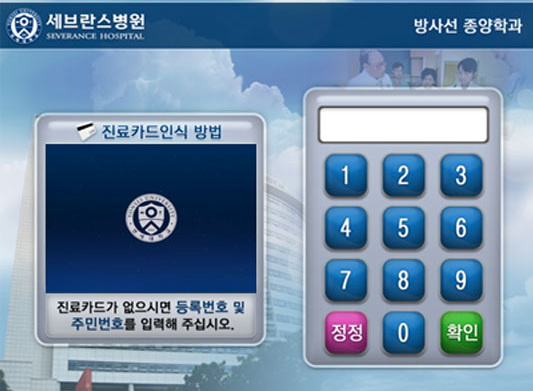 세브란스병원
SEVERANCE HOSPITAL
방사선 종양학과
진료카드인식 방법
진료카드가 없으시면 등록번호 및
주민번호를 입력해 주십시오.
1 2 3
4 5 6
7 8 9
정정 0 확인